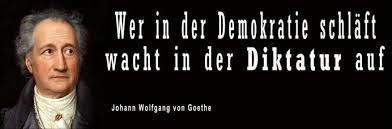 Wer in der Demokratie schläft
wacht in der Diktatur auf
Johann Wolfgang von Goethe